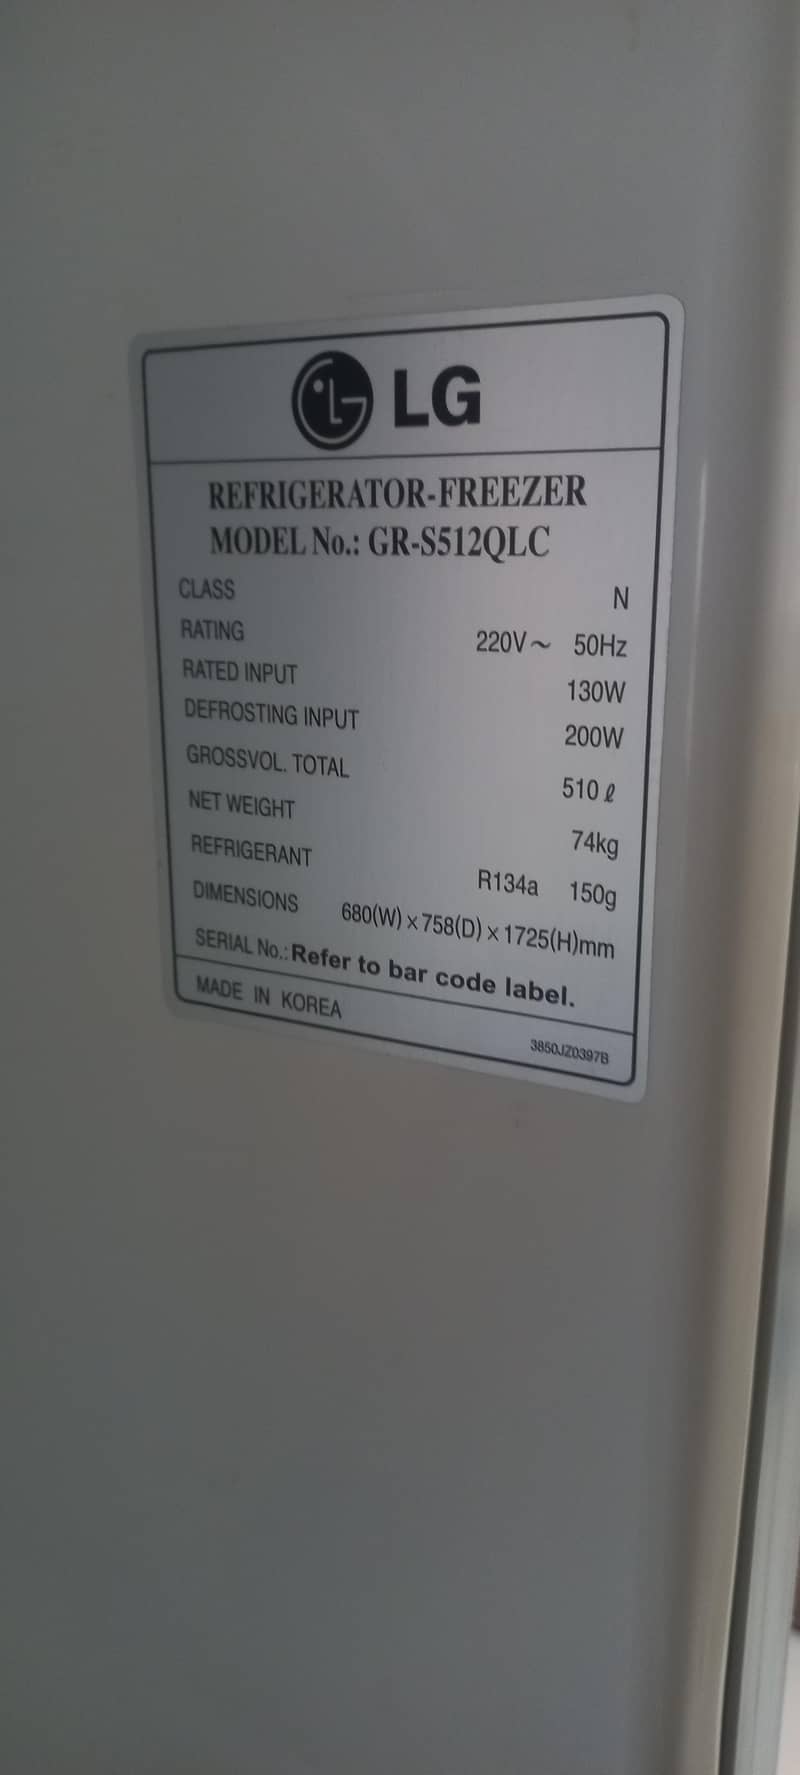 LG
REFRIGERATOR-FREEZER
MODEL No.: GR-S512QLC
CLASS N
RATING 220V~ 50Hz
RATED INPUT 130W
DEFROSTING INPUT 200W
GROSSVOL. TOTAL 510 ℓ
NET WEIGHT 74kg
REFRIGERANT R134a 150g
DIMENSIONS 680(W)×758(D)×1725(H)mm
SERIAL No.:Refer to bar code label.
MADE IN KOREA
3850JZ0397B